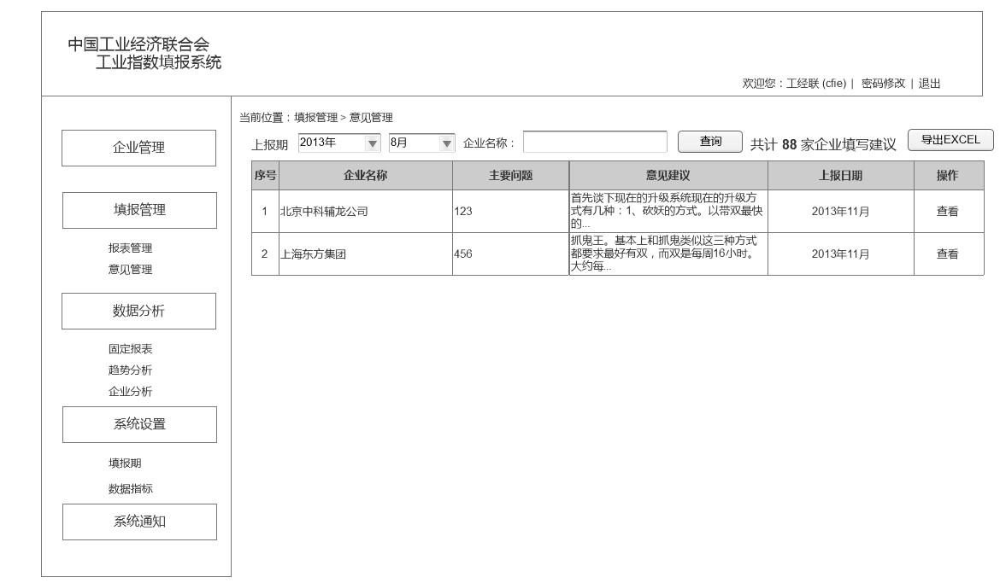 中国工业经济联合会
工业指数填报系统
欢迎您：工经联 (cfie) | 密码修改 | 退出
企业管理
填报管理
报表管理
意见管理
数据分析
固定报表
趋势分析
企业分析
系统设置
填报期
数据指标
系统通知
当前位置：填报管理 > 意见管理
上报期 2013年 8月 企业名称： 查询 共计 88 家企业填写建议 导出EXCEL
序号 企业名称 主要问题 意见建议 上报日期 操作
1 北京中科辅龙公司 123 首先谈下现在的升级系统现在的升级方
式有几种：1、砍妖的方式。以带双最快
的... 2013年11月 查看
2 上海东方集团 456 抓鬼王。基本上和抓鬼类似这三种方式
都要求最好有双，而双是每周16小时。
大约每... 2013年11月 查看